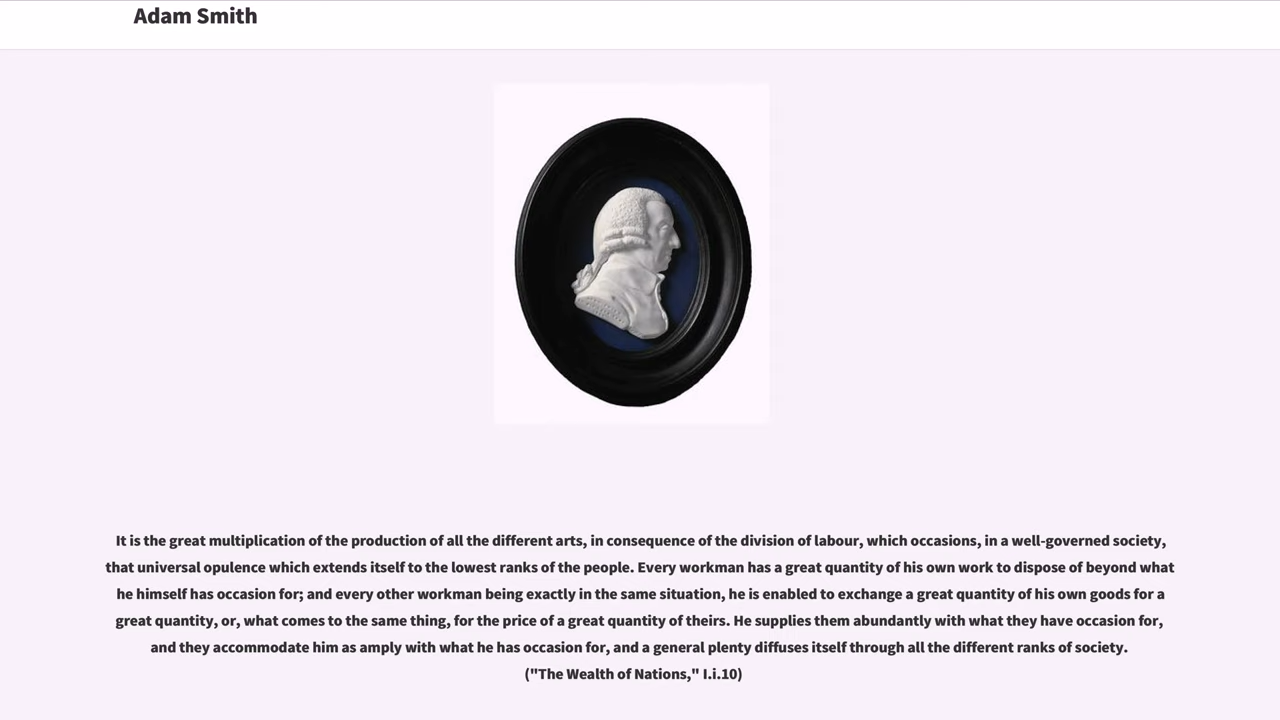 Adam Smith
It is the great multiplication of the production of all the different arts, in consequence of the division of labour, which occasions, in a well-governed society,
that universal opulence which extends itself to the lowest ranks of the people. Every workman has a great quantity of his own work to dispose of beyond what
he himself has occasion for; and every other workman being exactly in the same situation, he is enabled to exchange a great quantity of his own goods for a
great quantity, or, what comes to the same thing, for the price of a great quantity of theirs. He supplies them abundantly with what they have occasion for,
and they accommodate him as amply with what he has occasion for, and a general plenty diffuses itself through all the different ranks of society.
("The Wealth of Nations," I.i.10)